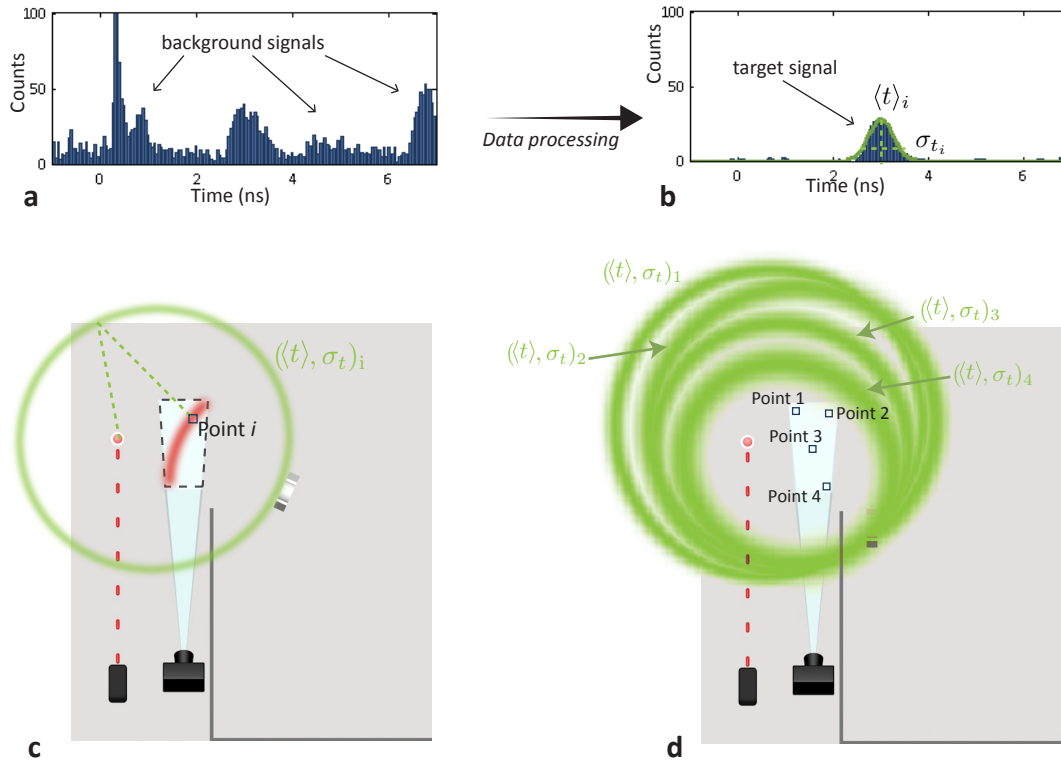 100
50
0
Counts
background signals
0
2
4
6
Time (ns)
a
Data processing
100
50
0
Counts
target signal
⟨t⟩ᵢ
σₜᵢ
0
2
4
6
Time (ns)
b
(⟨t⟩, σₜ)ᵢ
Point i
c
(⟨t⟩, σₜ)₁
(⟨t⟩, σₜ)₃
(⟨t⟩, σₜ)₂
(⟨t⟩, σₜ)₄
Point 1
Point 2
Point 3
Point 4
d